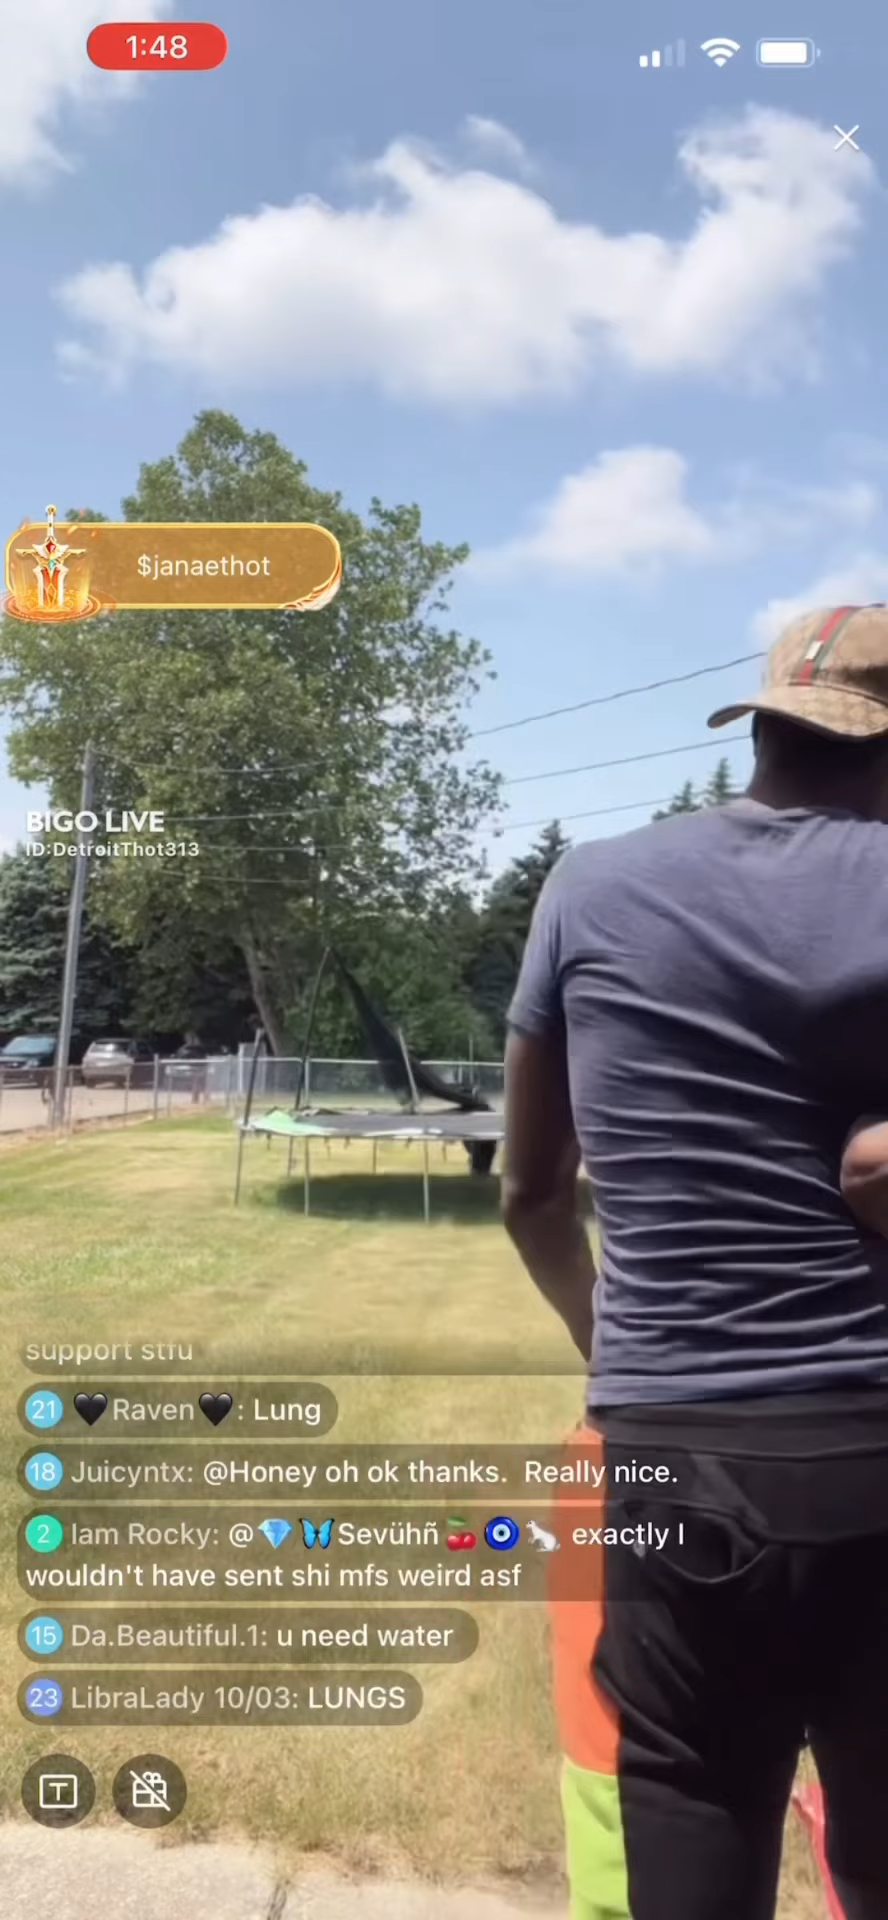 1:48
$janaethot
BIGO LIVE
ID:DetroitThot313
support stfu
21 🖤Raven🖤: Lung
18 Juicyntx: @Honey oh ok thanks. Really nice.
2 Iam Rocky: @💎🦋Sevühñ🍒🧿🐁 exactly I
wouldn't have sent shi mfs weird asf
15 Da.Beautiful.1: u need water
23 LibraLady 10/03: LUNGS
T